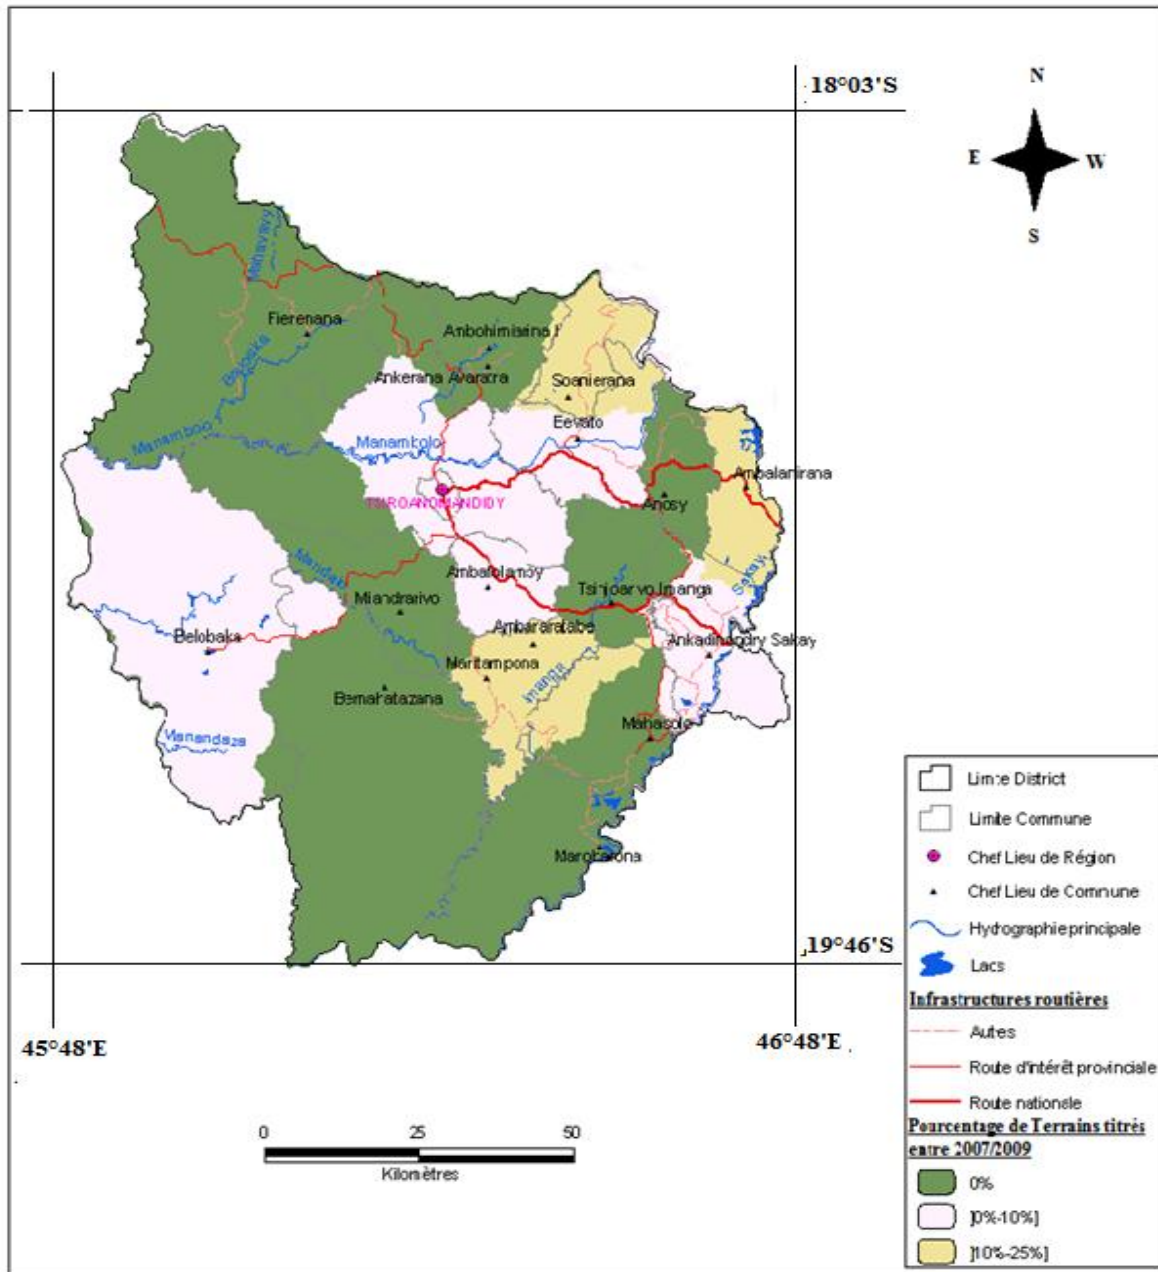 18°03'S
N
E
W
S
Mahavavy
Fierenana
Ambohimiarina I
Ankerana Avaratra
Soanierana
Manambolo
Manambolo
Eevato
Ambalanirana
TSIROANOMANDIDY
Anosy
Ambatolampy
Sakay
Miandrarivo
Tsinjoarivo Imanga
Belobaka
Ambararatabe
Ankadinondry Sakay
Maritampona
Imanga
Bemahatazana
Mahasolo
Manandaza
19°46'S
45°48'E
46°48'E
0
25
50
Kilomètres
Limite District
Limite Commune
Chef Lieu de Région
Chef Lieu de Commune
Hydrographie principale
Lacs
Infrastructures routières
Autres
Route d'intérêt provinciale
Route nationale
Pourcentage de Terrains titrés
entre 2007/2009
0%
]0%-10%]
]10%-25%]